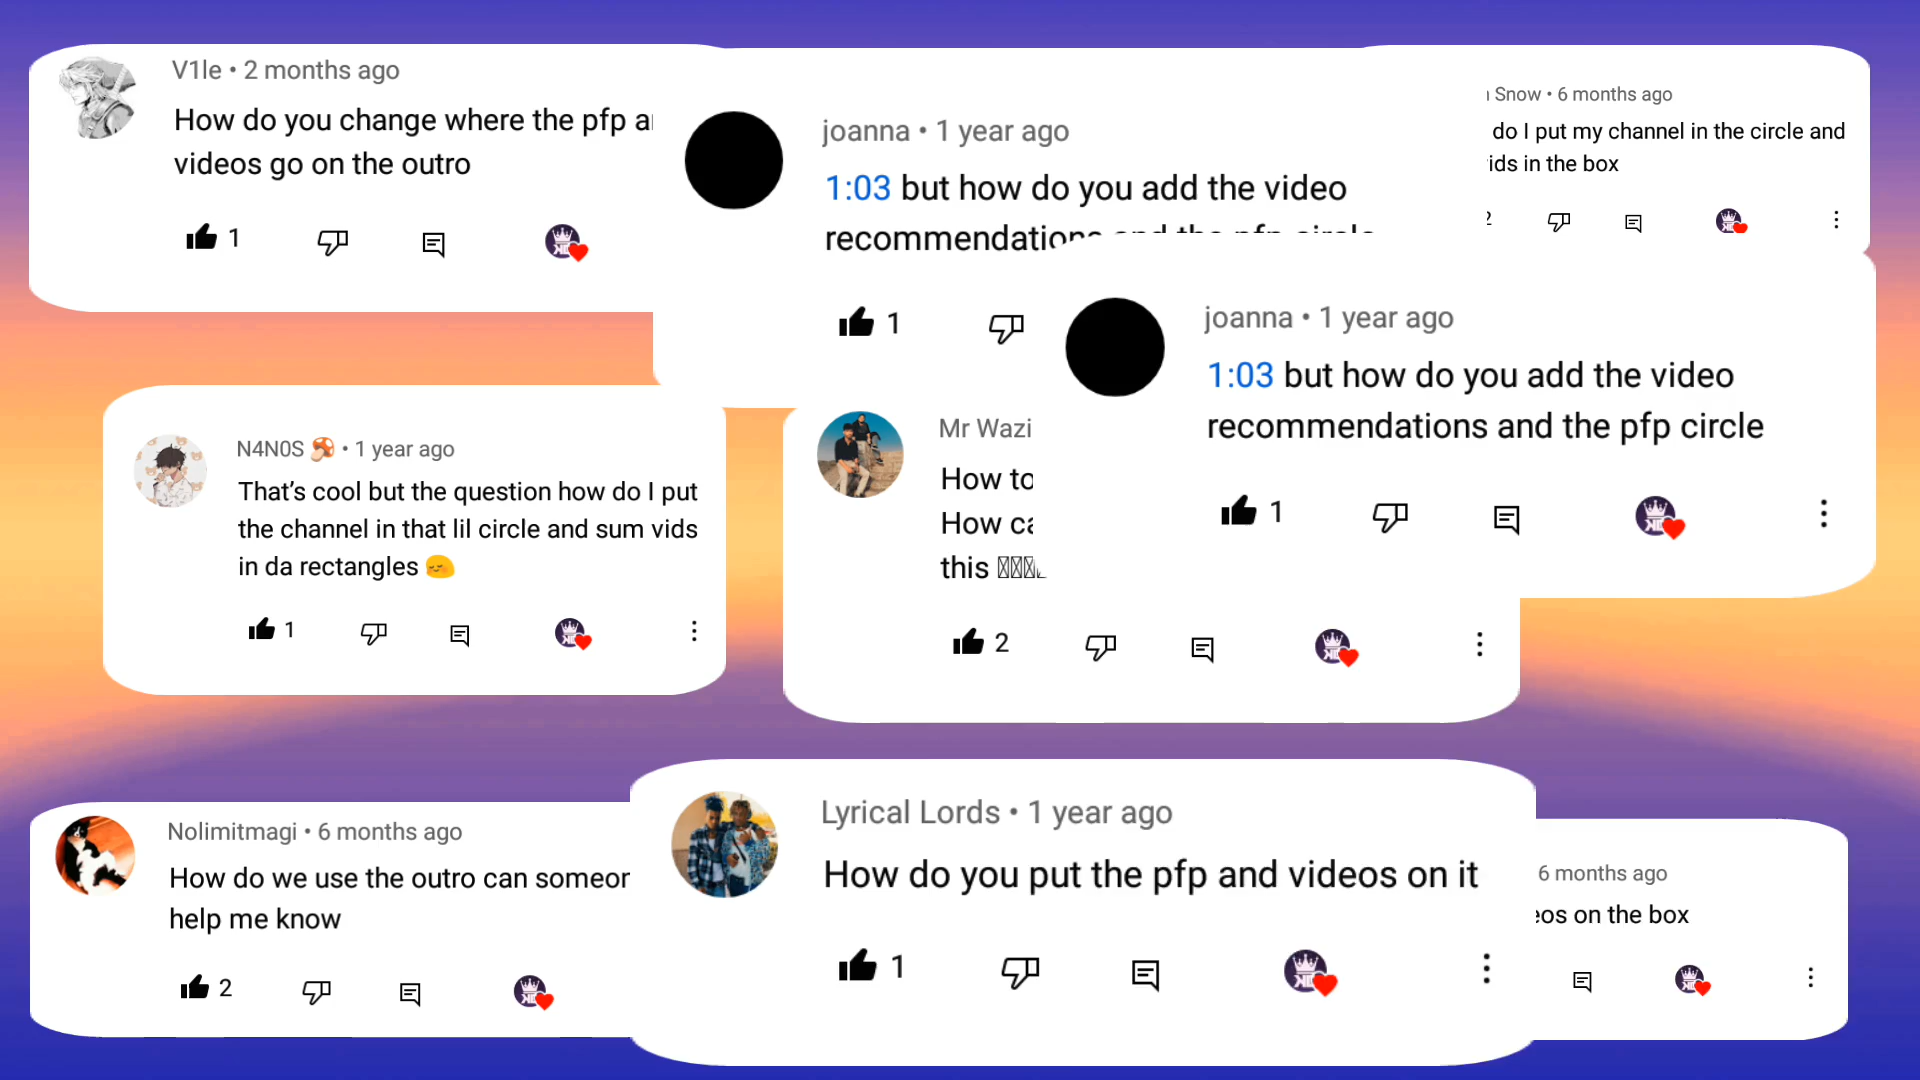 V1le • 2 months ago
How do you change where the pfp
videos go on the outro
1
joanna • 1 year ago
1:03 but how do you add the video
recommendations and the pfp circle
1
Snow • 6 months ago
do I put my channel in the circle and
in the box
joanna • 1 year ago
1:03 but how do you add the video
recommendations and the pfp circle
1
N4N0S 🍄 • 1 year ago
That's cool but the question how do I put
the channel in that lil circle and sum vids
in da rectangles 😋
1
Mr Wazi
How to
How
this
2
Nolimitmagi • 6 months ago
How do we use the outro can
help me know
2
Lyrical Lords • 1 year ago
How do you put the pfp and videos on it
1
6 months ago
on the box